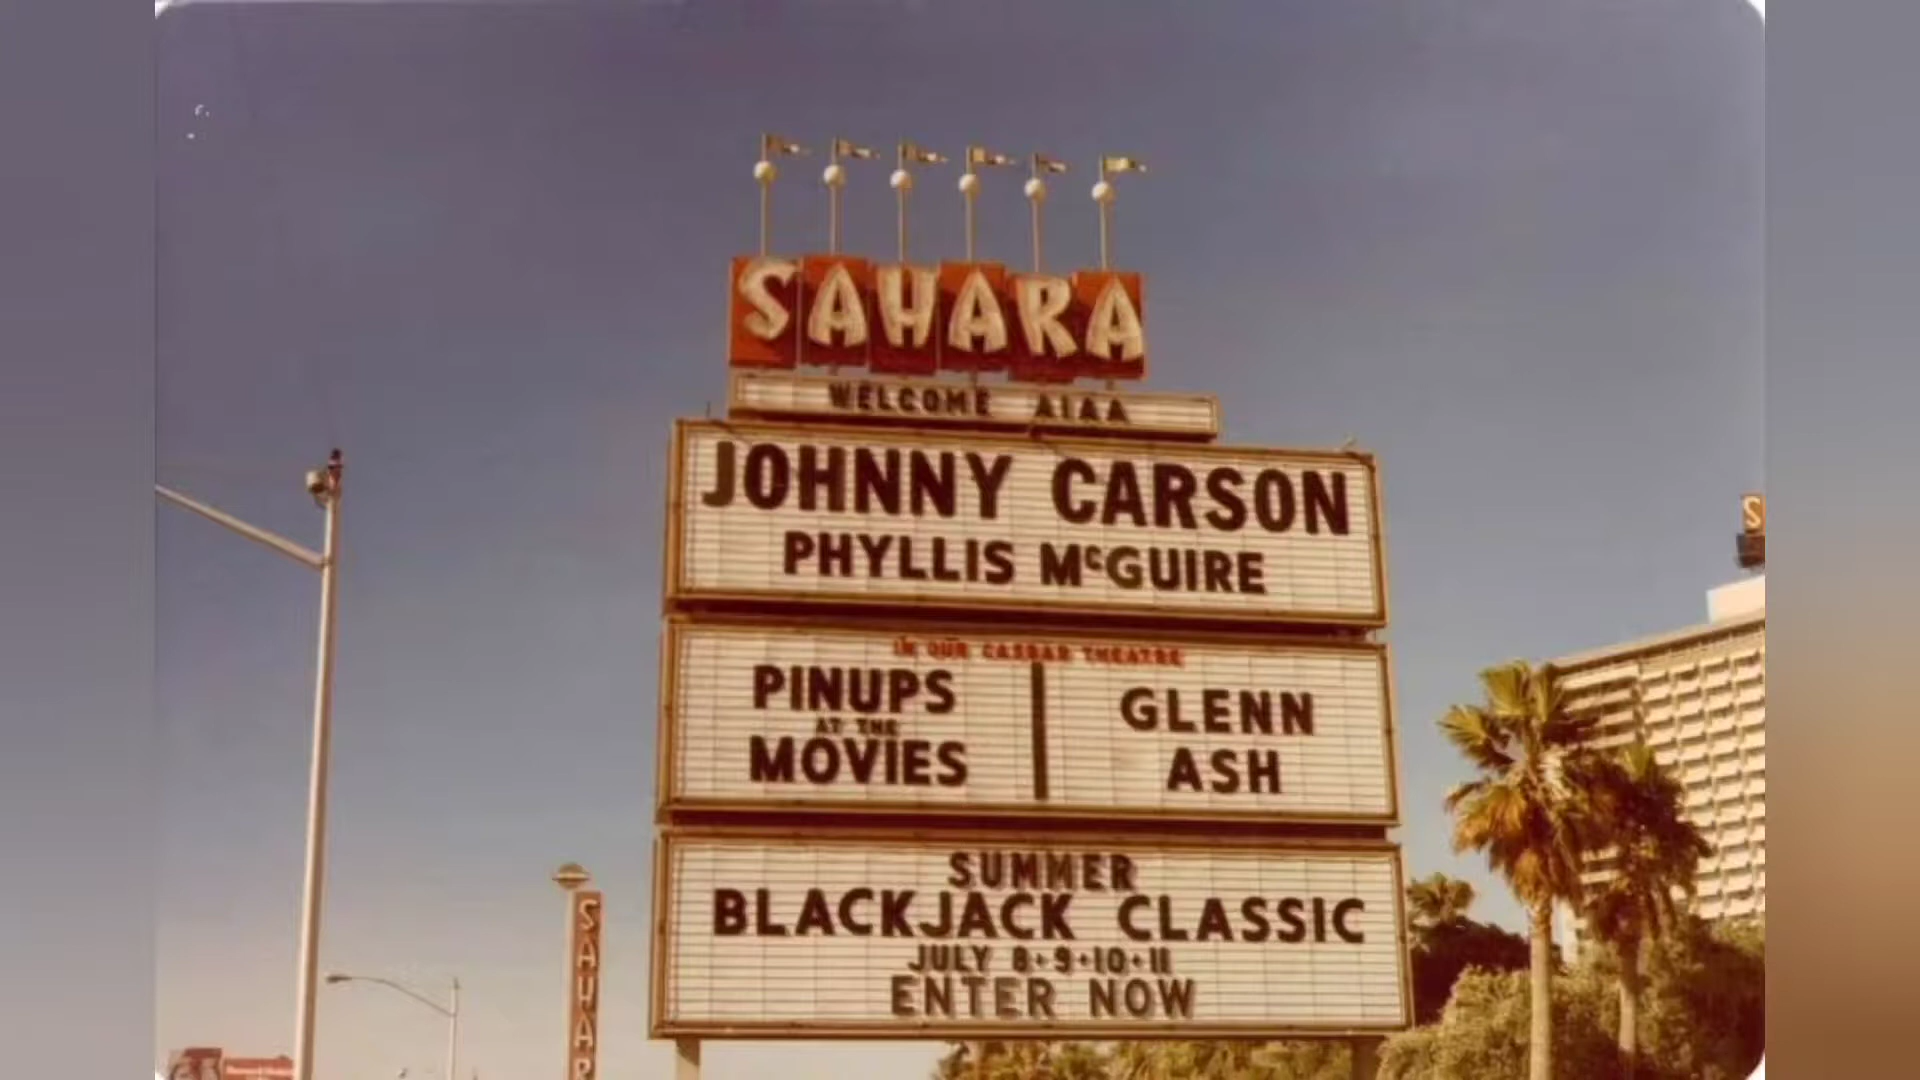 SAHARA
WELCOME AIAA
JOHNNY CARSON
PHYLLIS McGUIRE
IN OUR CASBAR THEATRE
PINUPS
AT THE
MOVIES
GLENN
ASH
SUMMER
BLACKJACK CLASSIC
JULY 8·9·10·11
ENTER NOW
SAHAR
S